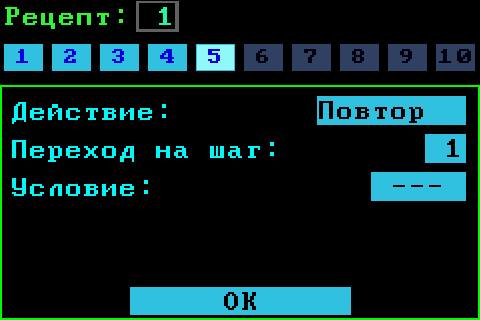 Рецепт: 1
1 2 3 4 5 6 7 8 9 10
Действие: Повтор
Переход на шаг: 1
Условие: ---
ОК